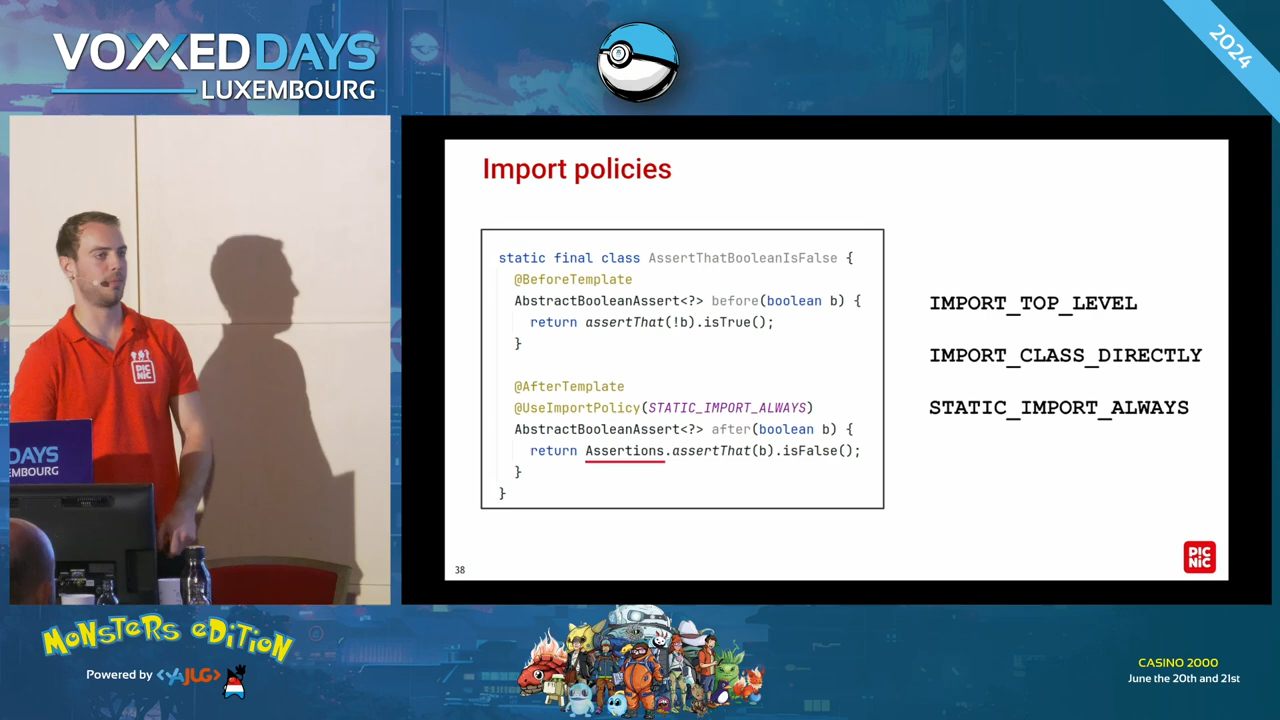 VOXXED DAYS
LUXEMBOURG
2024
PIC
NiC
DAYS
EMBOURG
Import policies
static final class AssertThatBooleanIsFalse {
@BeforeTemplate
AbstractBooleanAssert<?> before(boolean b) {
return assertThat(!b).isTrue();
}
@AfterTemplate
@UseImportPolicy(STATIC_IMPORT_ALWAYS)
AbstractBooleanAssert<?> after(boolean b) {
return Assertions.assertThat(b).isFalse();
}
}
IMPORT_TOP_LEVEL
IMPORT_CLASS_DIRECTLY
STATIC_IMPORT_ALWAYS
38
PIC
NiC
MONSTERS eDiTiON
Powered by <YAJUG>
CASINO 2000
June the 20th and 21st